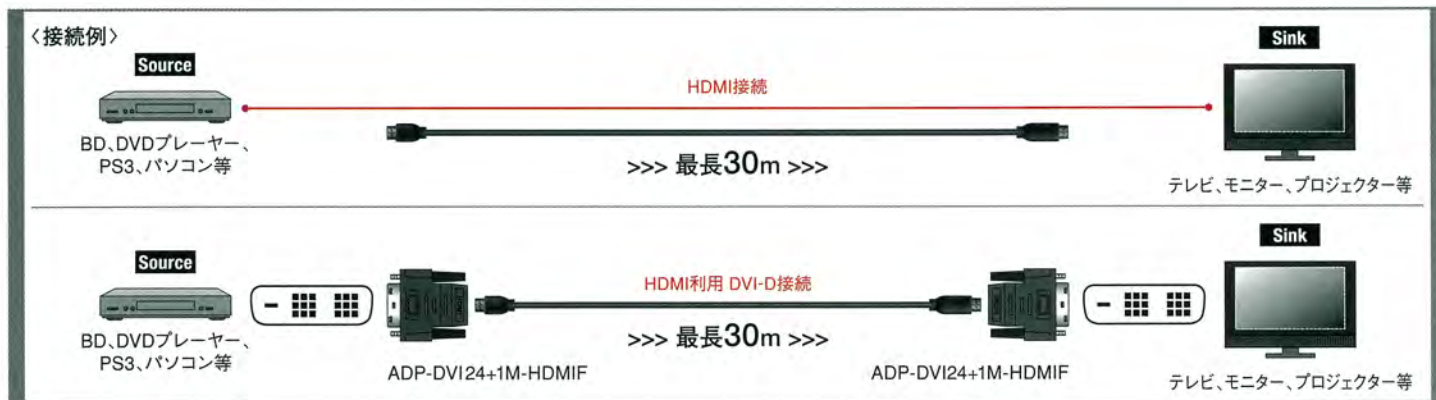 〈接続例〉
Source
Sink
HDMI接続
BD、DVDプレーヤー、
PS3、パソコン等
>>> 最長30m >>>
テレビ、モニター、プロジェクター等
Source
Sink
HDMI利用 DVI-D接続
BD、DVDプレーヤー、
PS3、パソコン等
>>> 最長30m >>>
ADP-DVI24+1M-HDMIF
ADP-DVI24+1M-HDMIF
テレビ、モニター、プロジェクター等